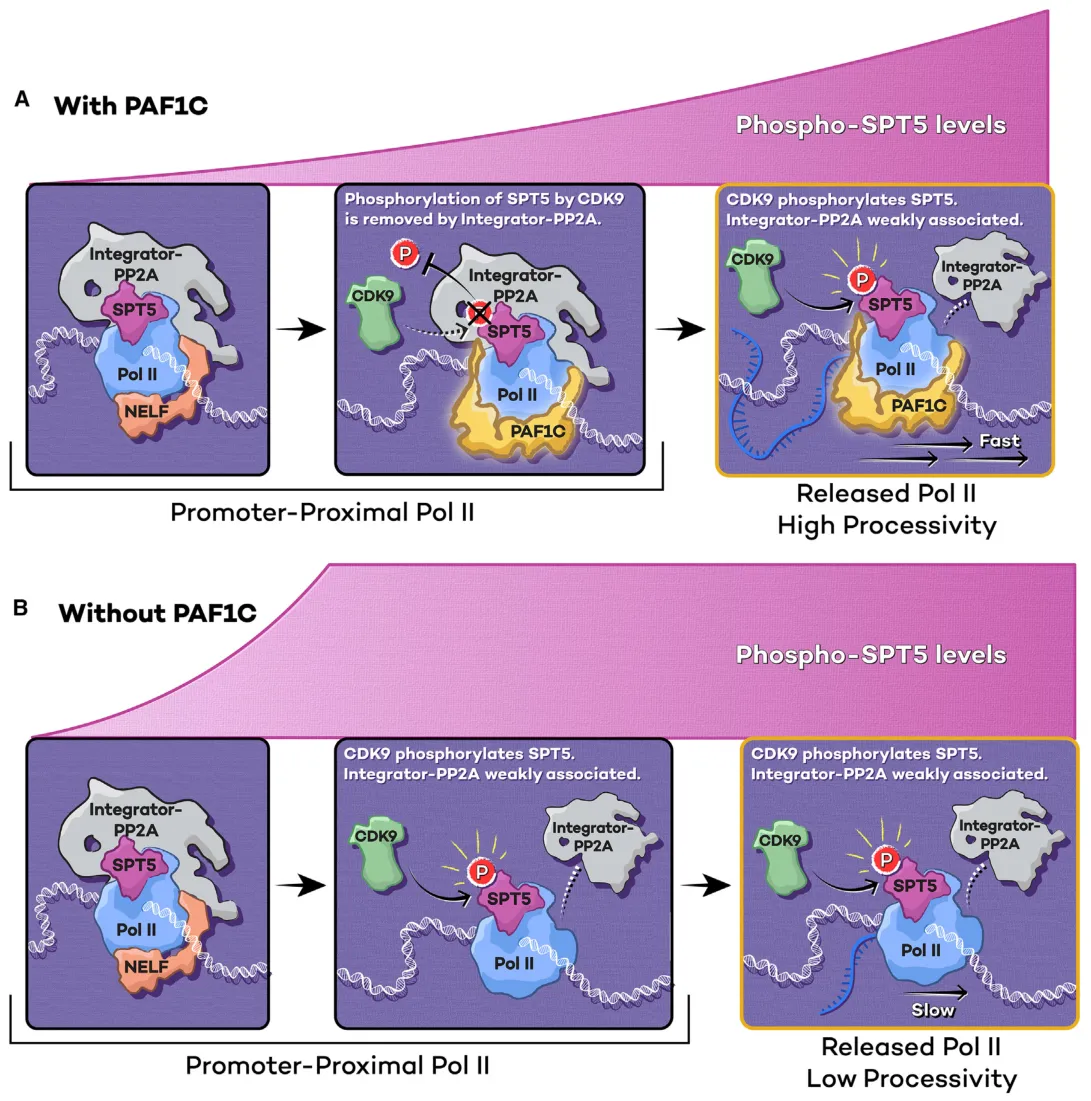 A With PAF1C
Phospho-SPT5 levels
Integrator-
PP2A
SPT5
Pol II
NELF
Phosphorylation of SPT5 by CDK9
is removed by Integrator-PP2A.
P
CDK9
Integrator-
PP2A
SPT5
Pol II
PAF1C
CDK9 phosphorylates SPT5.
Integrator-PP2A weakly associated.
CDK9
P
SPT5
Integrator-
PP2A
Pol II
PAF1C
Fast
Promoter-Proximal Pol II
Released Pol II
High Processivity
B Without PAF1C
Phospho-SPT5 levels
Integrator-
PP2A
SPT5
Pol II
NELF
CDK9 phosphorylates SPT5.
Integrator-PP2A weakly associated.
CDK9
P
SPT5
Integrator-
PP2A
Pol II
CDK9 phosphorylates SPT5.
Integrator-PP2A weakly associated.
CDK9
P
SPT5
Integrator-
PP2A
Pol II
Slow
Promoter-Proximal Pol II
Released Pol II
Low Processivity